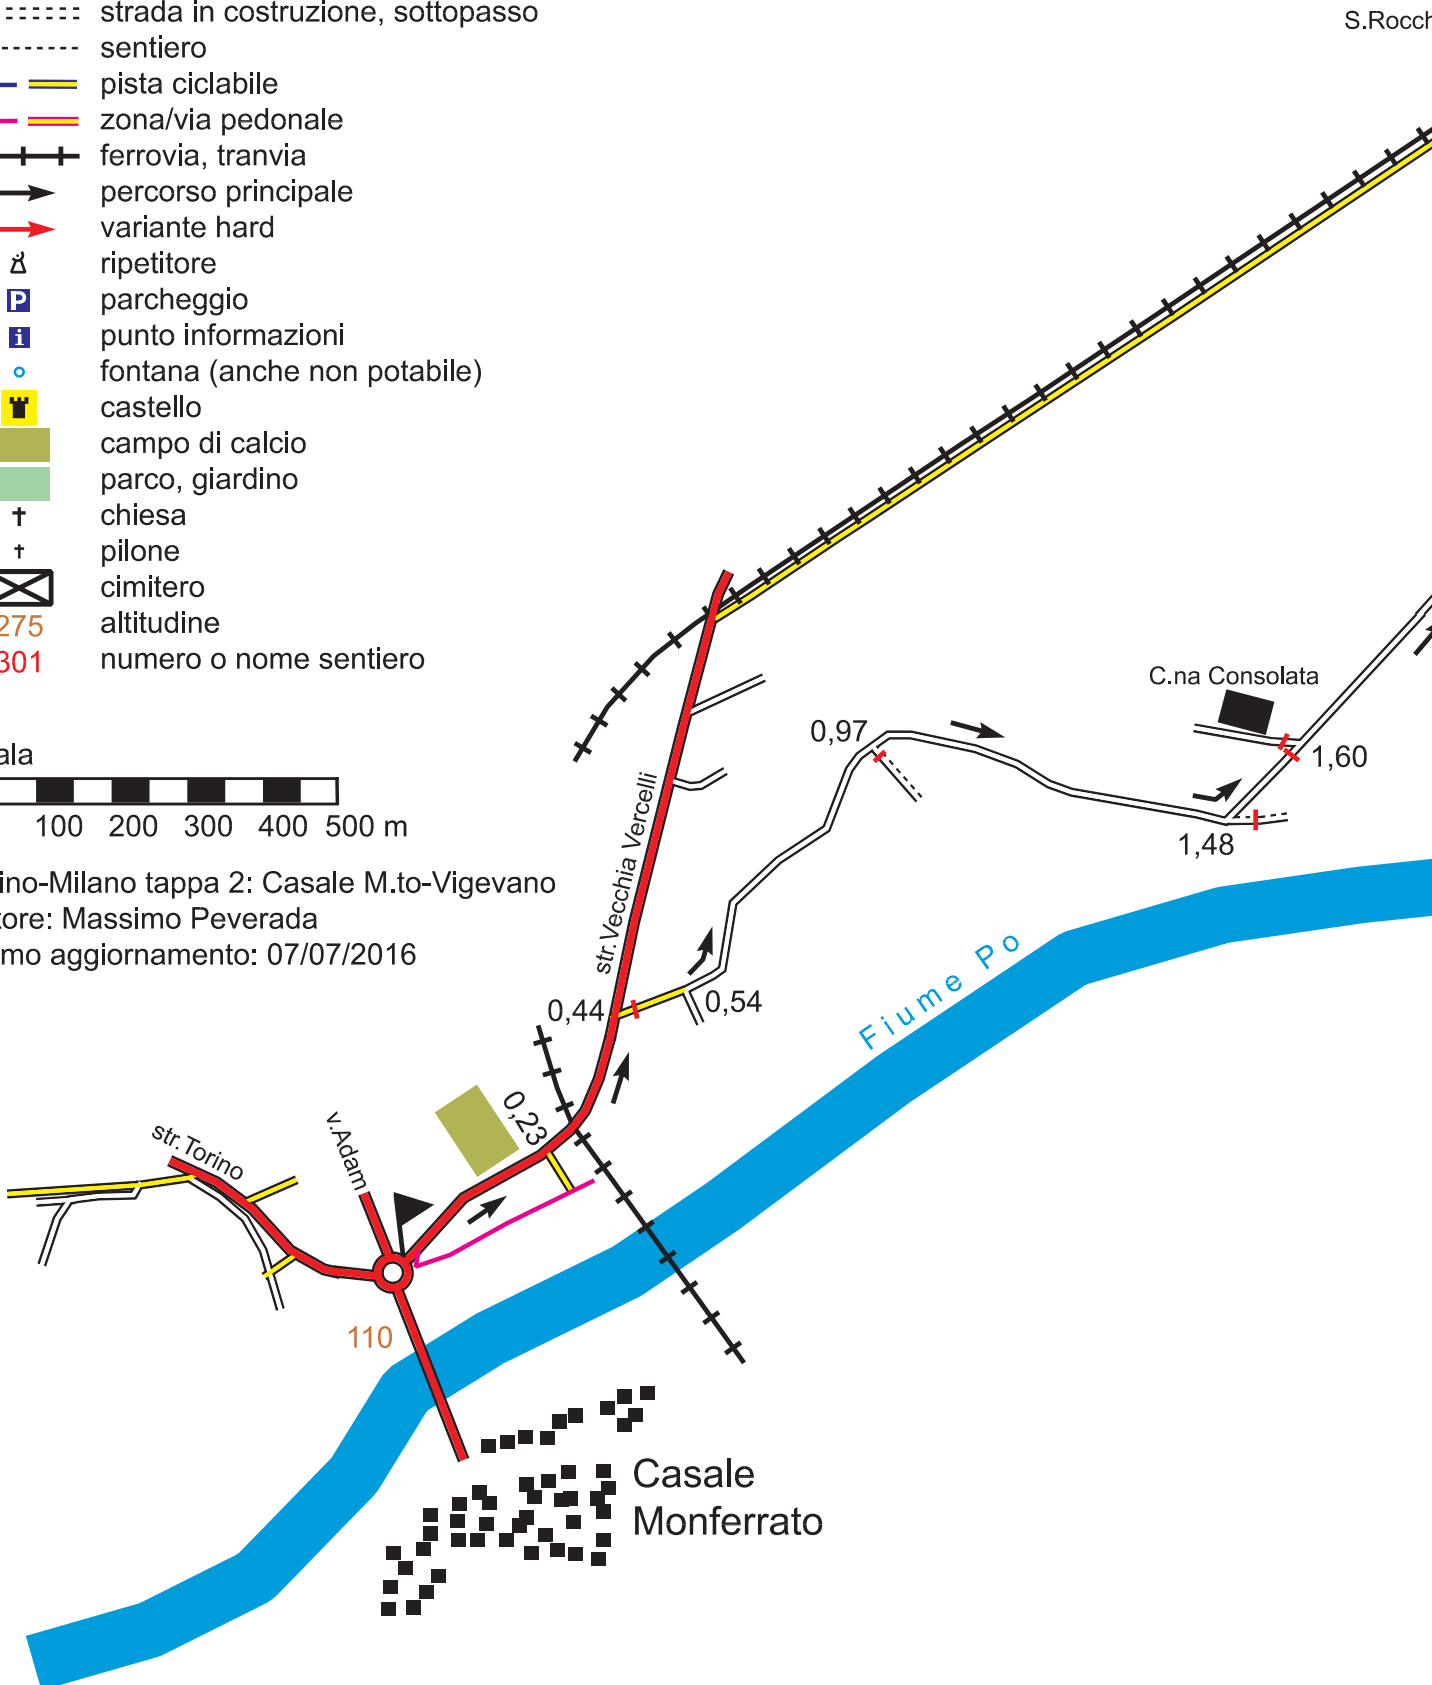 strada in costruzione, sottopasso
sentiero
pista ciclabile
zona/via pedonale
ferrovia, tranvia
percorso principale
variante hard
ripetitore
P parcheggio
i punto informazioni
fontana (anche non potabile)
castello
campo di calcio
parco, giardino
chiesa
pilone
cimitero
275 altitudine
301 numero o nome sentiero
ala
100 200 300 400 500 m
ino-Milano tappa 2: Casale M.to-Vigevano
tore: Massimo Peverada
mo aggiornamento: 07/07/2016
S.Rocch
C.na Consolata
0,97
1,60
1,48
str.Vecchia Vercelli
0,44
0,54
Fiume Po
0,23
v.Adam
str.Torino
110
Casale
Monferrato